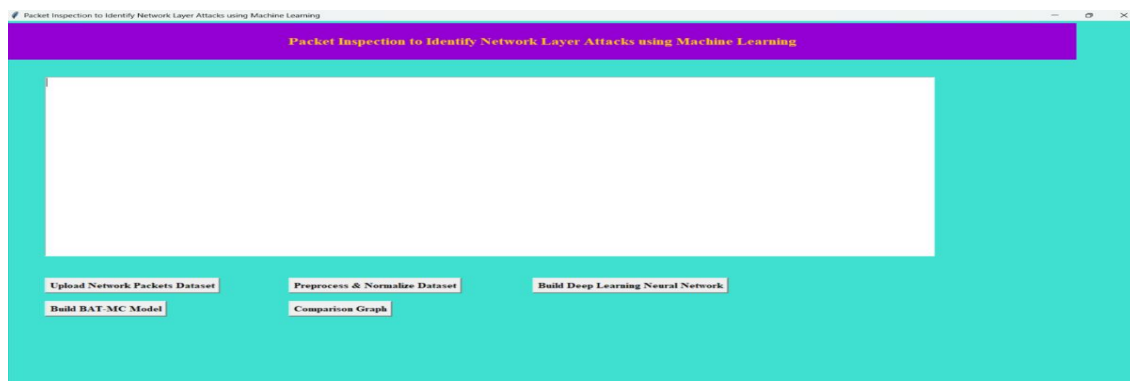 Packet Inspection to Identify Network Layer Attacks using Machine Learning
Packet Inspection to Identify Network Layer Attacks using Machine Learning
Upload Network Packets Dataset
Preprocess & Normalize Dataset
Build Deep Learning Neural Network
Build BAT-MC Model
Comparison Graph